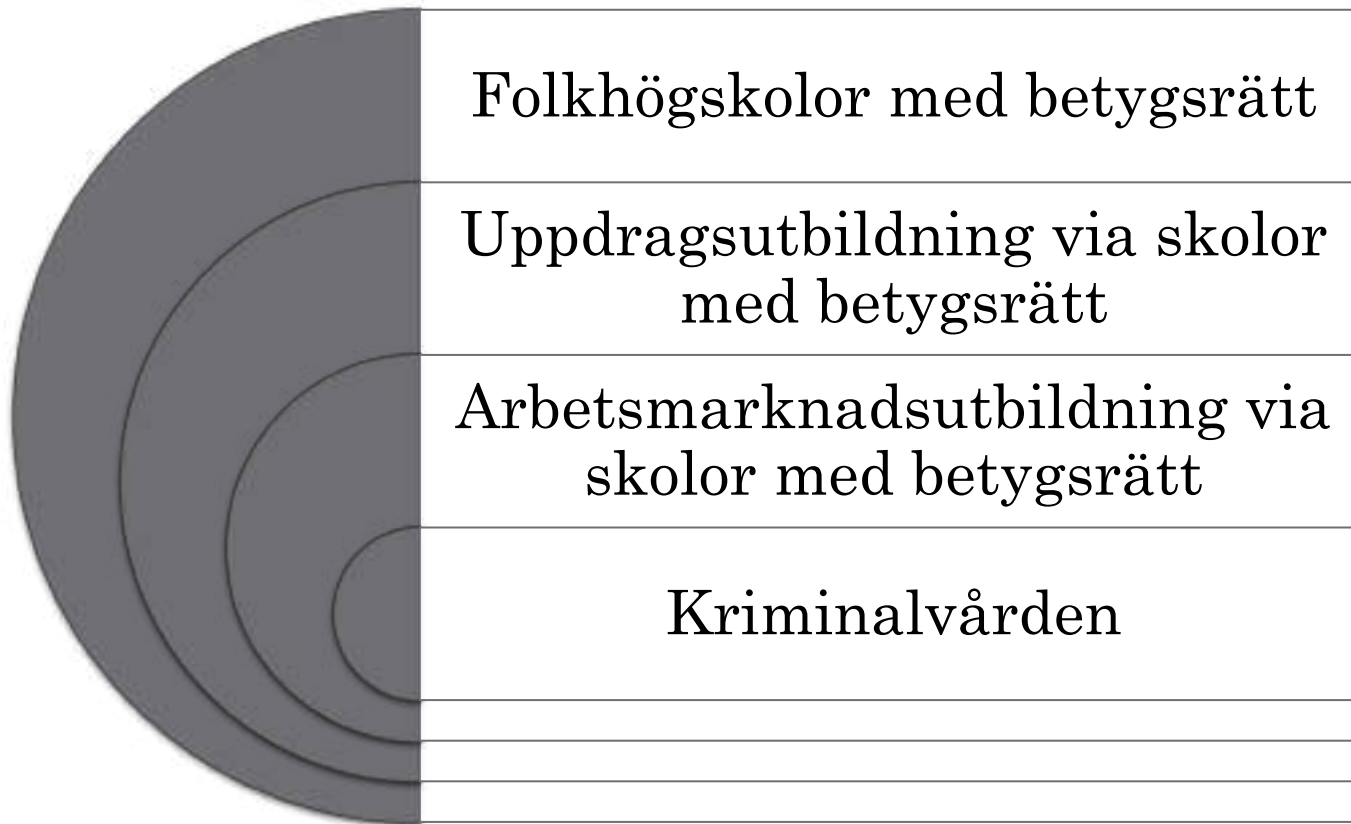 Folkhögskolor med betygsrätt
Uppdragsutbildning via skolor
med betygsrätt
Arbetsmarknadsutbildning via
skolor med betygsrätt
Kriminalvården